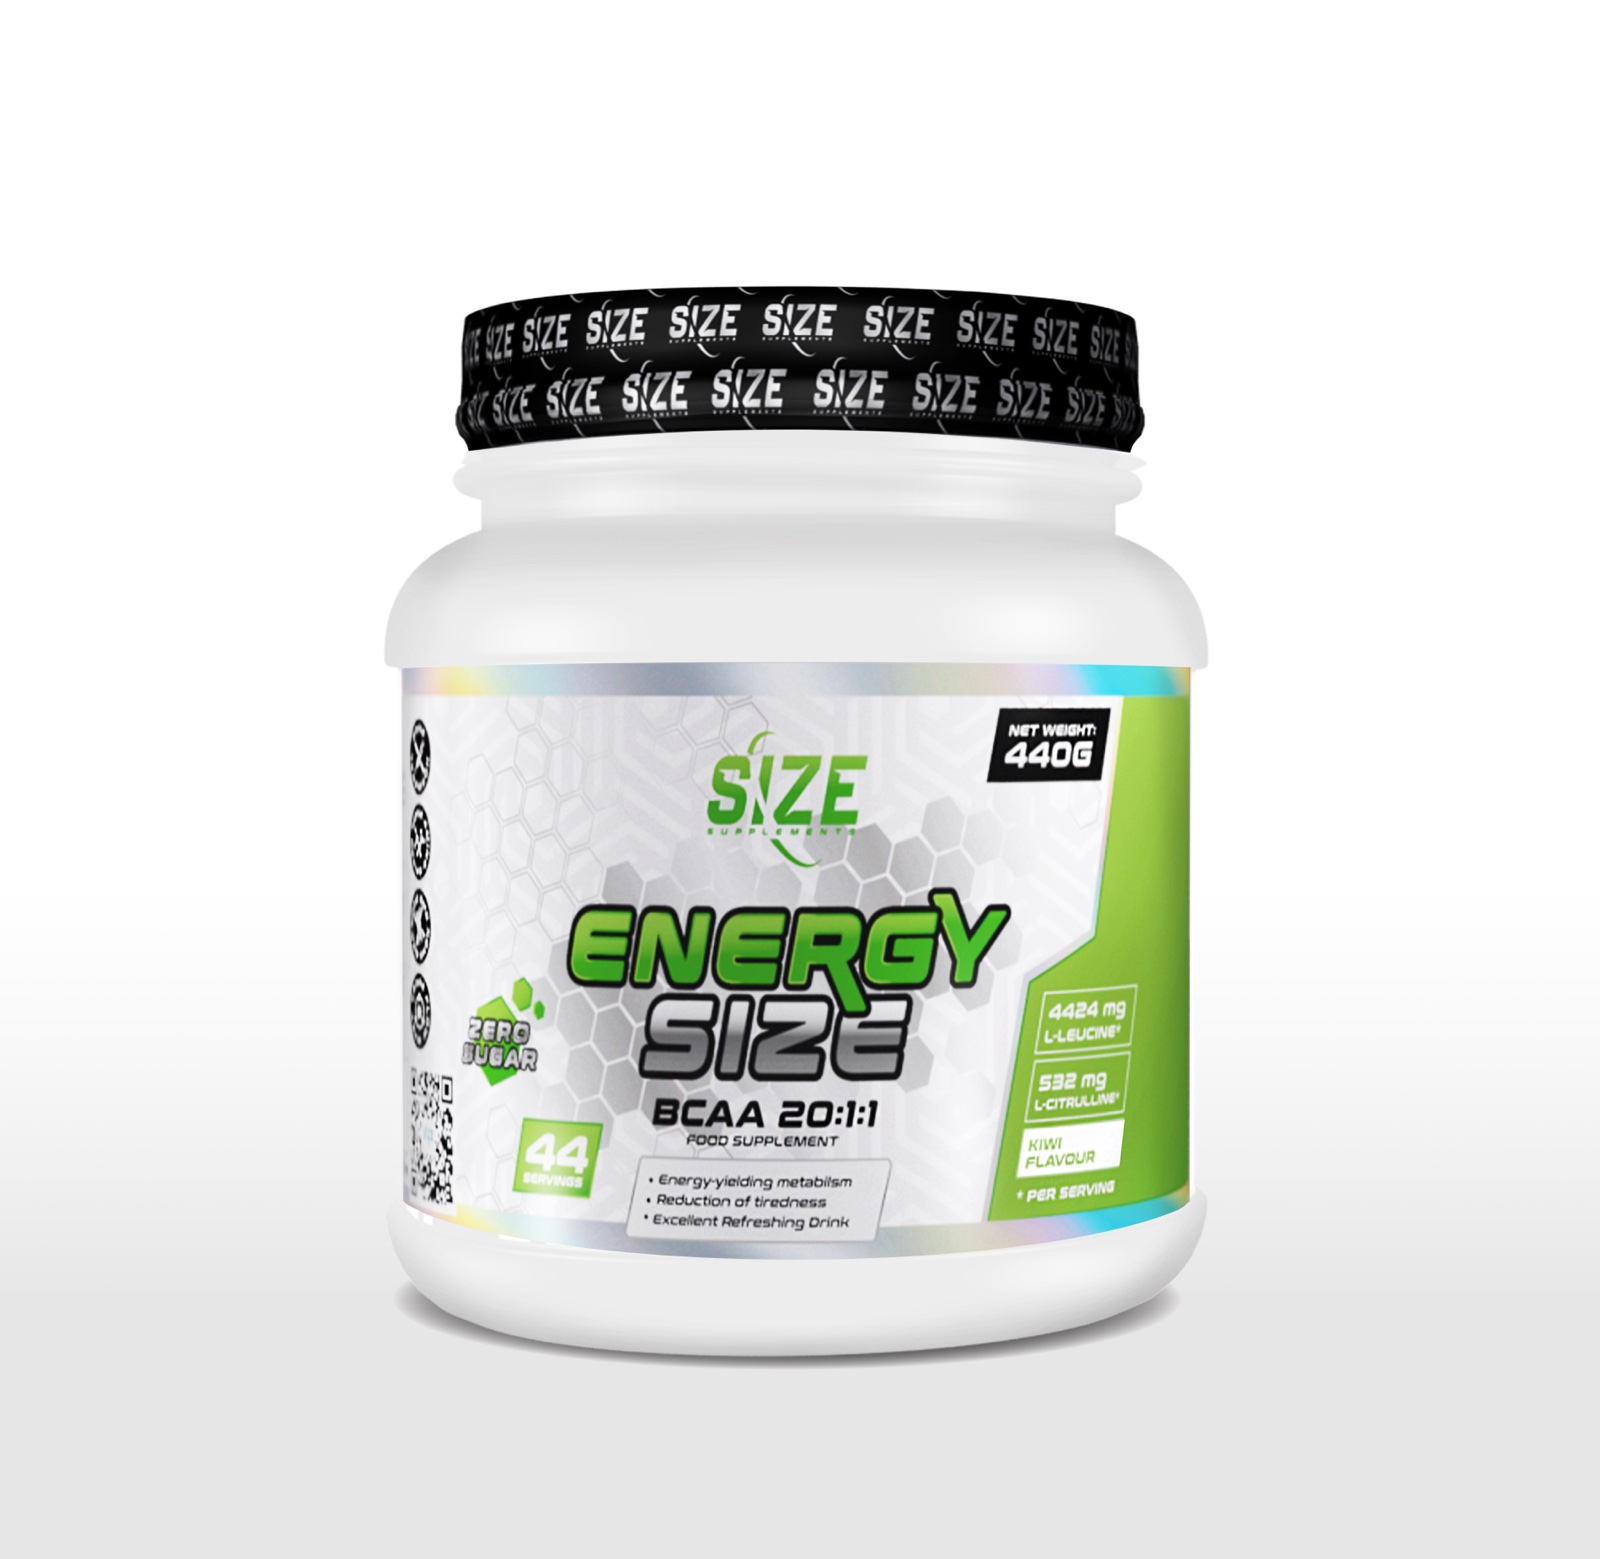 SIZE SIZE SIZE SIZE SIZE SIZE SIZE SIZE
SIZE SIZE SIZE SIZE SIZE SIZE SIZE SIZE
NET WEIGHT:
440G
SIZE
SUPPLEMENTS
ENERGY
SIZE
ZERO
SUGAR
BCAA 20:1:1
FOOD SUPPLEMENT
44
SERVINGS
• Energy-yielding metabilsm
• Reduction of tiredness
• Excellent Refreshing Drink
4424 mg
L-LEUCINE*
532 mg
L-CITRULLINE*
KIWI
FLAVOUR
* PER SERVING